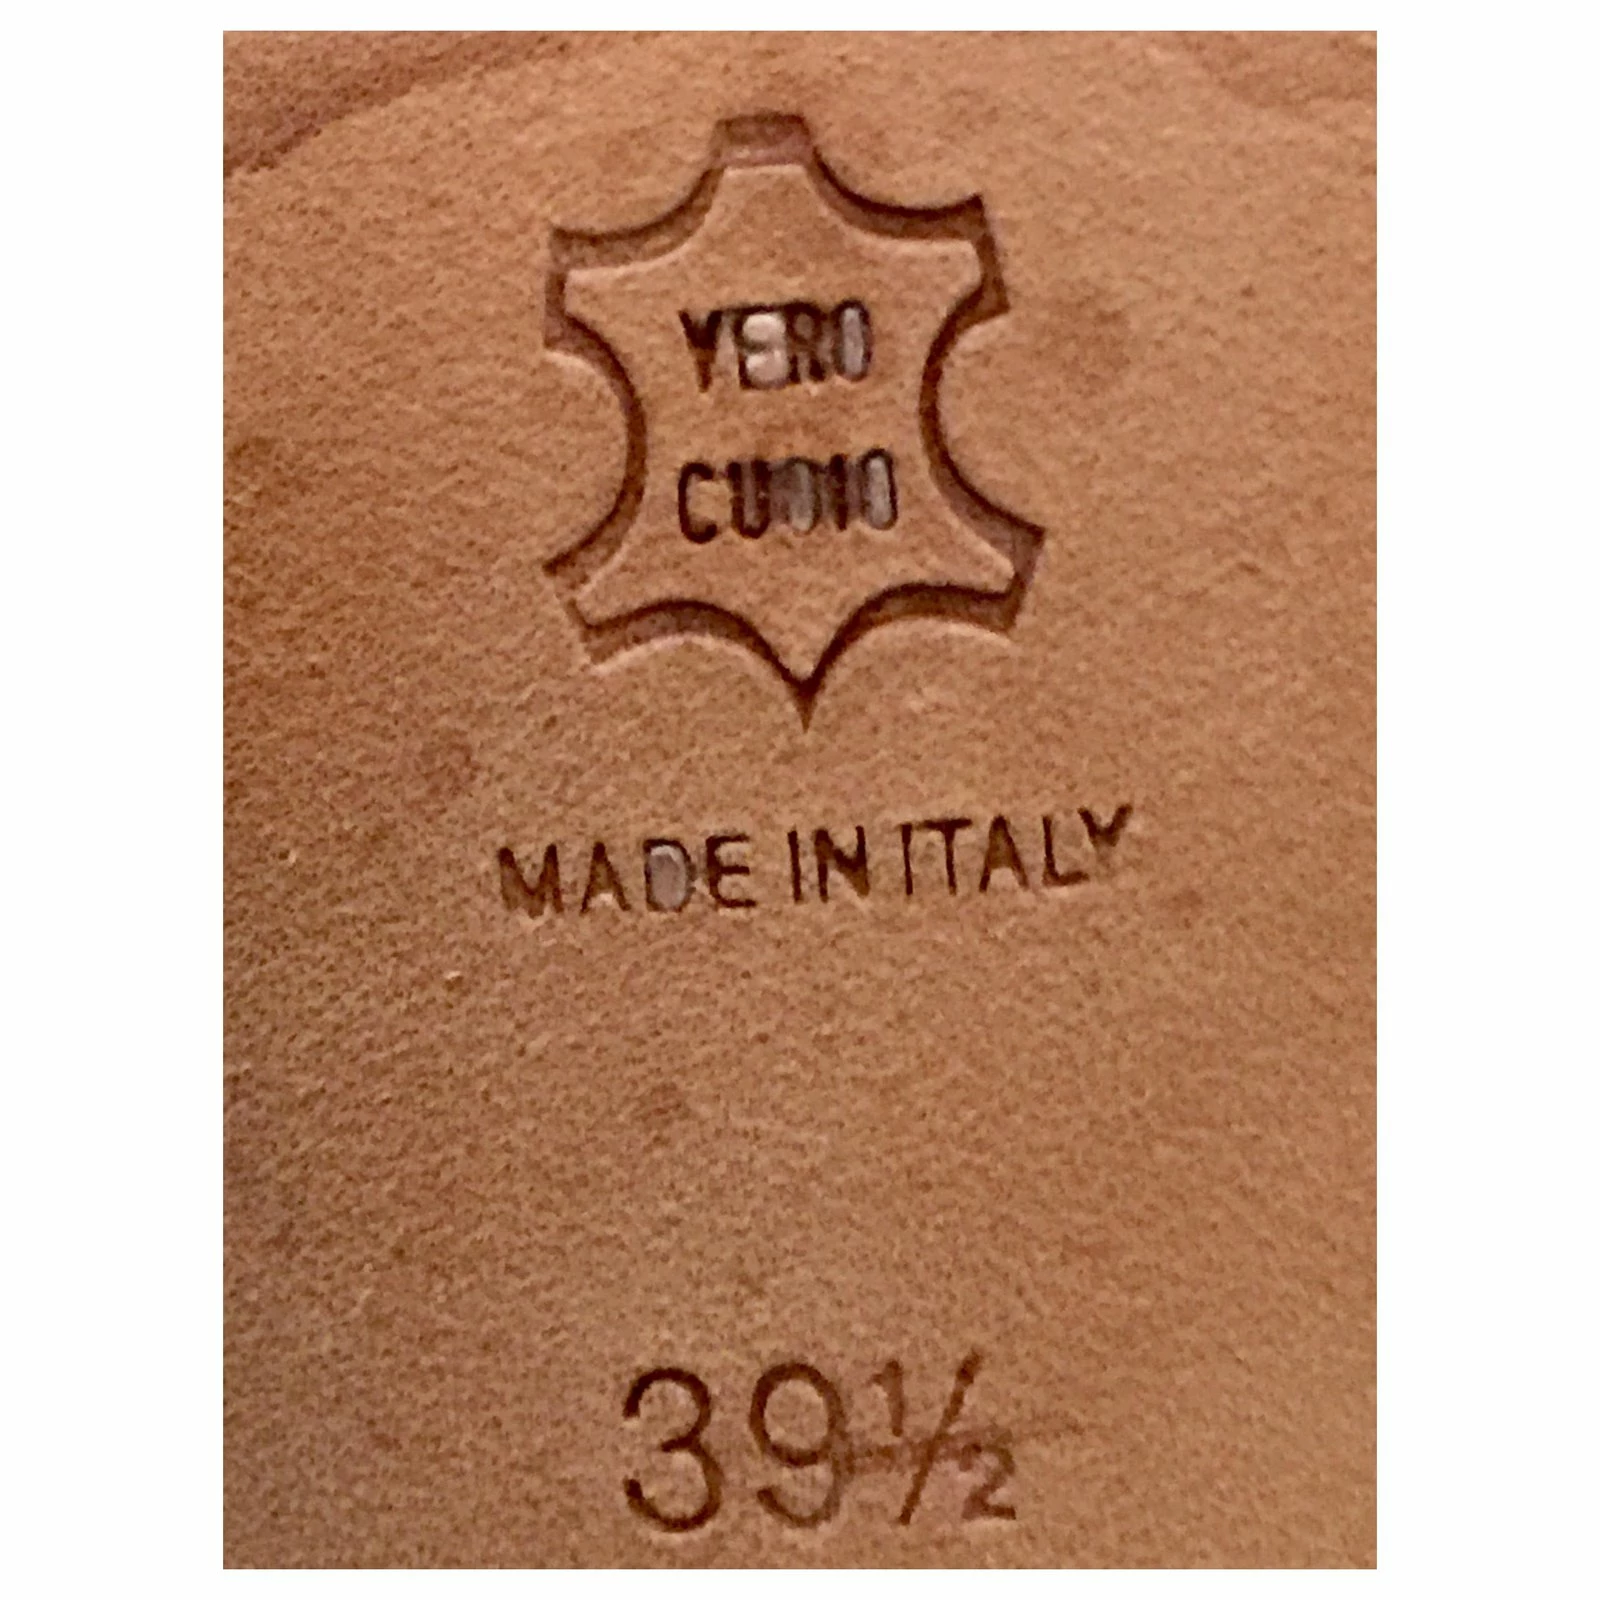 VERO
CUOIO
MADE IN ITALY
39½